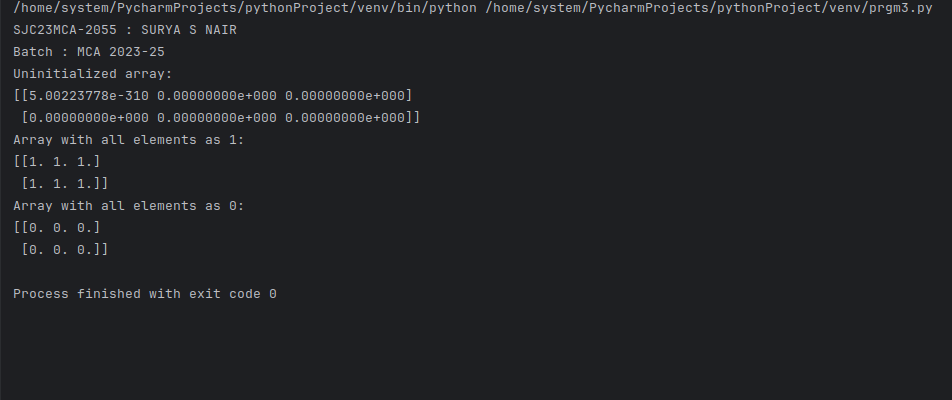 /home/system/PycharmProjects/pythonProject/venv/bin/python /home/system/PycharmProjects/pythonProject/venv/prgm3.py
SJC23MCA-2055 : SURYA S NAIR
Batch : MCA 2023-25
Uninitialized array:
[[5.00223778e-310 0.00000000e+000 0.00000000e+000]
 [0.00000000e+000 0.00000000e+000 0.00000000e+000]]
Array with all elements as 1:
[[1. 1. 1.]
 [1. 1. 1.]]
Array with all elements as 0:
[[0. 0. 0.]
 [0. 0. 0.]]
Process finished with exit code 0